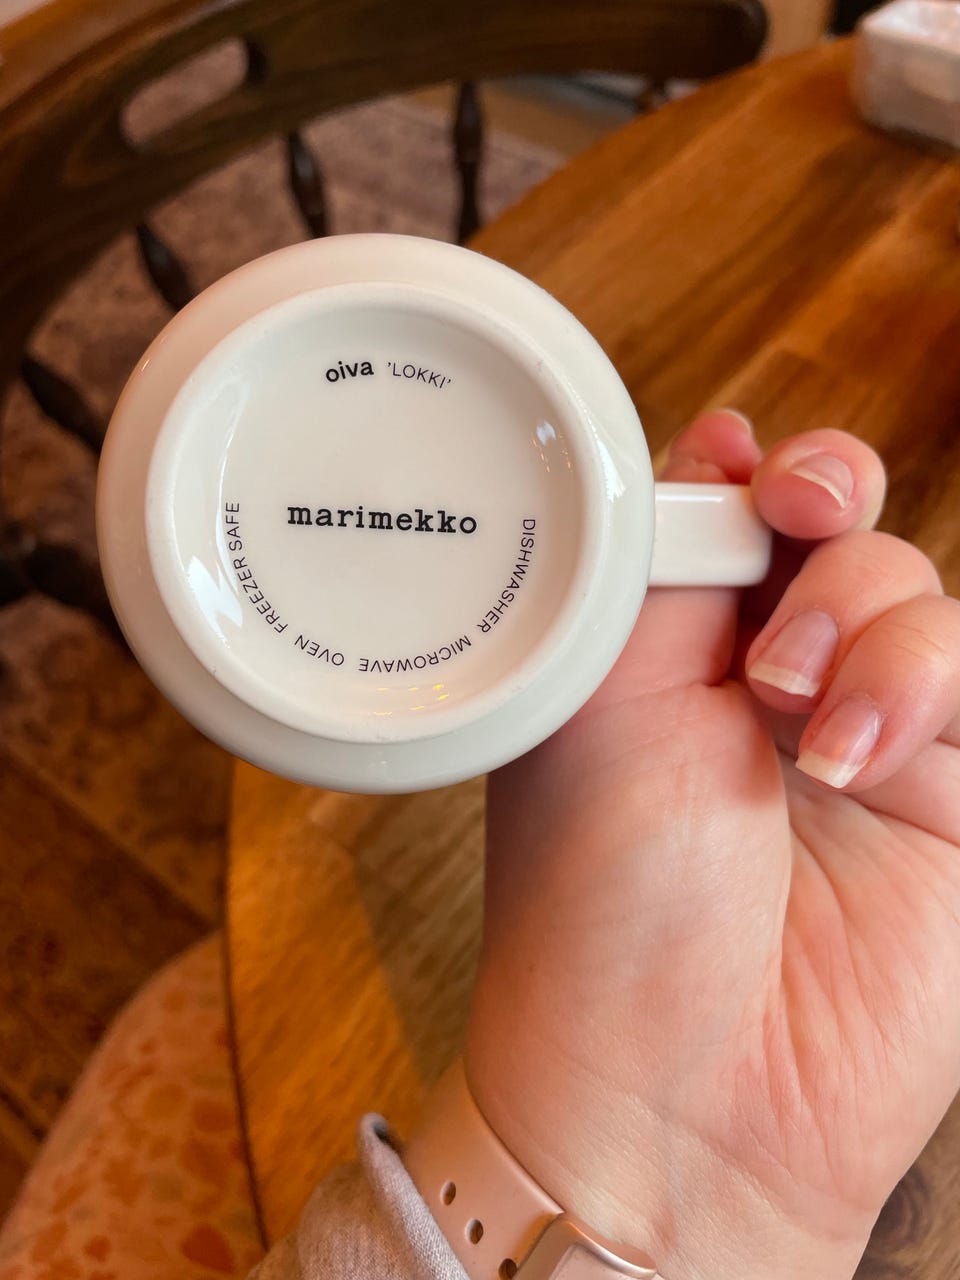 oiva 'LOKKI'
marimekko
DISHWASHER MICROWAVE OVEN FREEZER SAFE